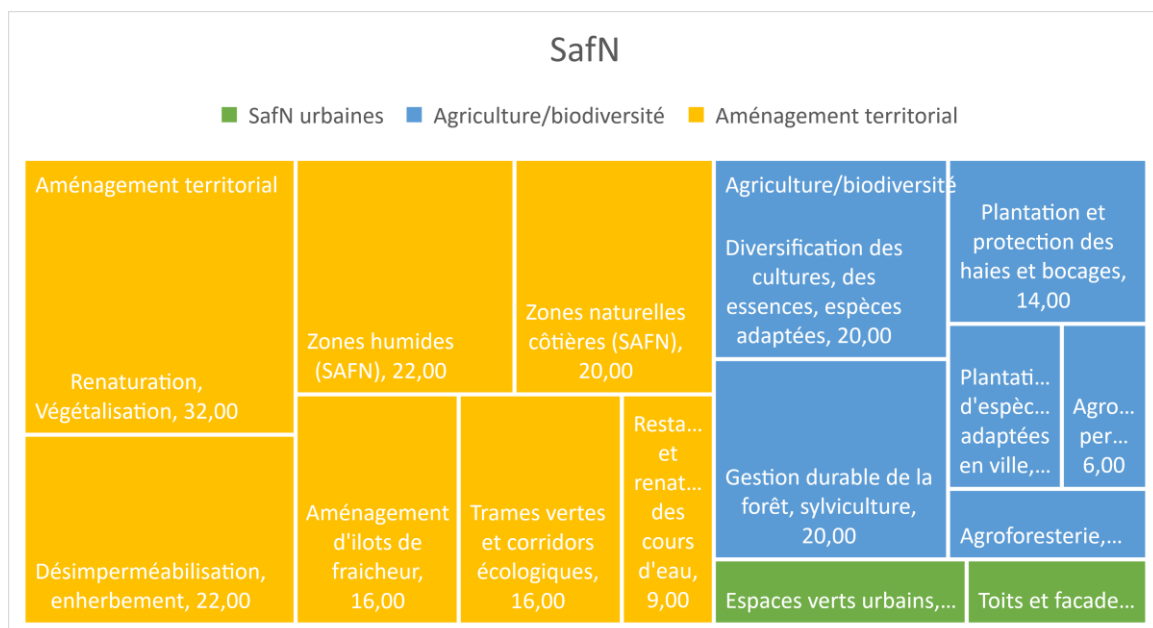 SafN
SafN urbaines
Agriculture/biodiversité
Aménagement territorial
Aménagement territorial
Renaturation,
Végétalisation, 32,00
Désimperméabilisation,
enherbement, 22,00
Zones humides
(SAFN), 22,00
Zones naturelles
côtières (SAFN),
20,00
Aménagement
d'ilots de
fraicheur,
16,00
Trames vertes
et corridors
écologiques,
16,00
Resta...
et
renat...
des
cours
d'eau,
9,00
Agriculture/biodiversité
Diversification des
cultures, des
essences, espèces
adaptées, 20,00
Gestion durable de la
forêt, sylviculture,
20,00
Plantation et
protection des
haies et bocages,
14,00
Plantati...
d'espèc...
adaptées
en ville,...
Agro...
per...
6,00
Agroforesterie,...
Espaces verts urbains,...
Toits et facade...